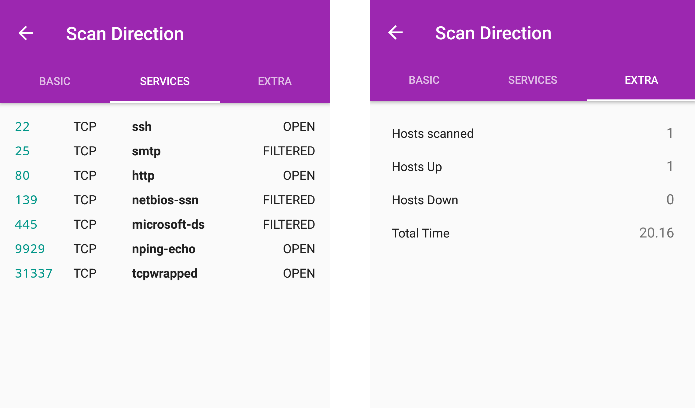 Scan Direction
BASIC SERVICES EXTRA
22 TCP ssh OPEN
25 TCP smtp FILTERED
80 TCP http OPEN
139 TCP netbios-ssn FILTERED
445 TCP microsoft-ds FILTERED
9929 TCP nping-echo OPEN
31337 TCP tcpwrapped OPEN
Scan Direction
BASIC SERVICES EXTRA
Hosts scanned 1
Hosts Up 1
Hosts Down 0
Total Time 20.16